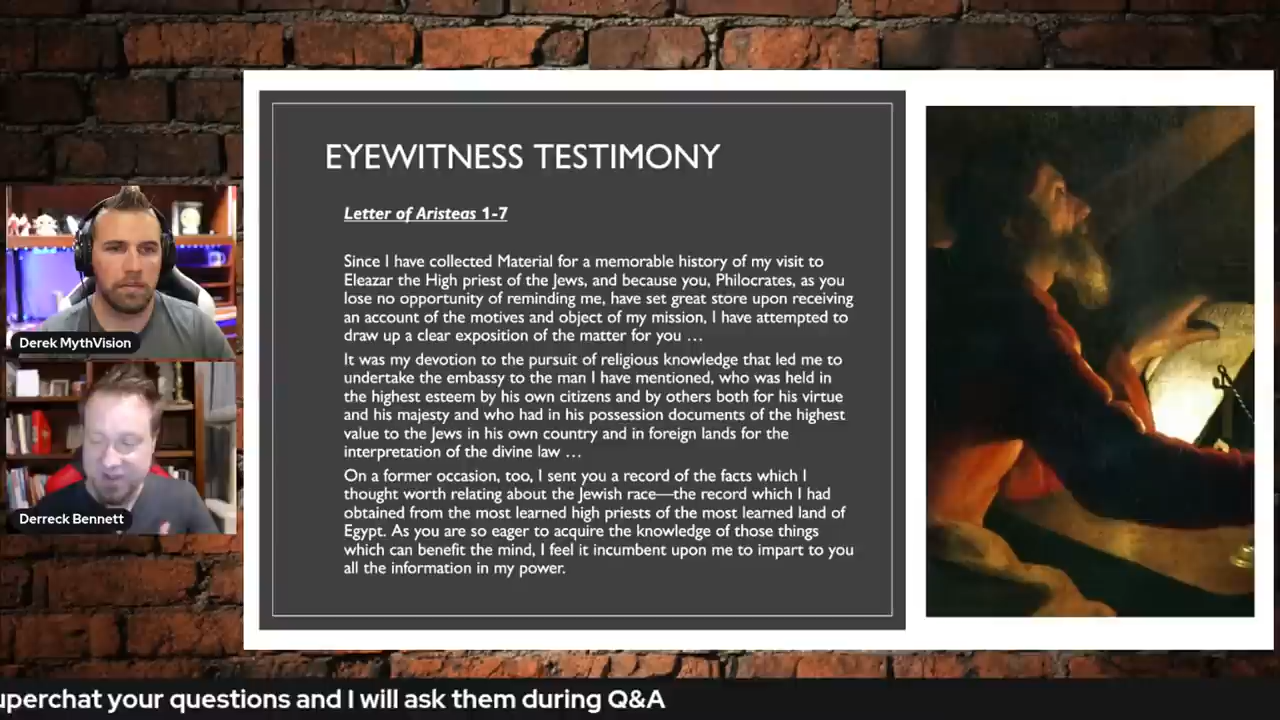 EYEWITNESS TESTIMONY
Letter of Aristeas 1-7
Since I have collected Material for a memorable history of my visit to
Eleazar the High priest of the Jews, and because you, Philocrates, as you
lose no opportunity of reminding me, have set great store upon receiving
an account of the motives and object of my mission, I have attempted to
draw up a clear exposition of the matter for you …
It was my devotion to the pursuit of religious knowledge that led me to
undertake the embassy to the man I have mentioned, who was held in
the highest esteem by his own citizens and by others both for his virtue
and his majesty and who had in his possession documents of the highest
value to the Jews in his own country and in foreign lands for the
interpretation of the divine law …
On a former occasion, too, I sent you a record of the facts which I
thought worth relating about the Jewish race—the record which I had
obtained from the most learned high priests of the most learned land of
Egypt. As you are so eager to acquire the knowledge of those things
which can benefit the mind, I feel it incumbent upon me to impart to you
all the information in my power.
Derek MythVision
Derreck Bennett
uperchat your questions and I will ask them during Q&A